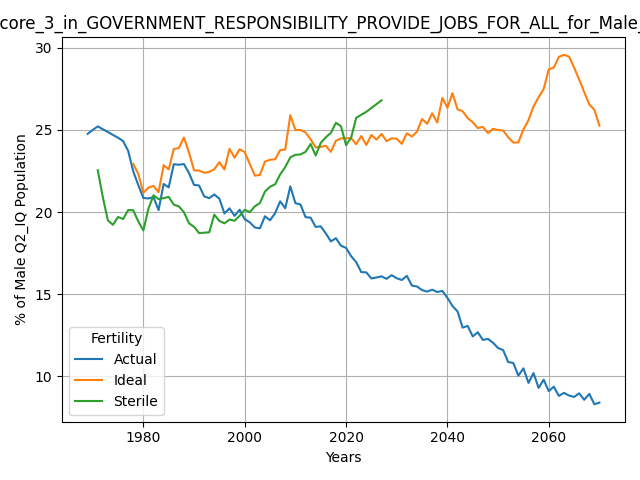 core_3_in_GOVERNMENT_RESPONSIBILITY_PROVIDE_JOBS_FOR_ALL_for_Male_
30
25
20
15
10
% of Male Q2_IQ Population
Fertility
Actual
Ideal
Sterile
1980 2000 2020 2040 2060
Years